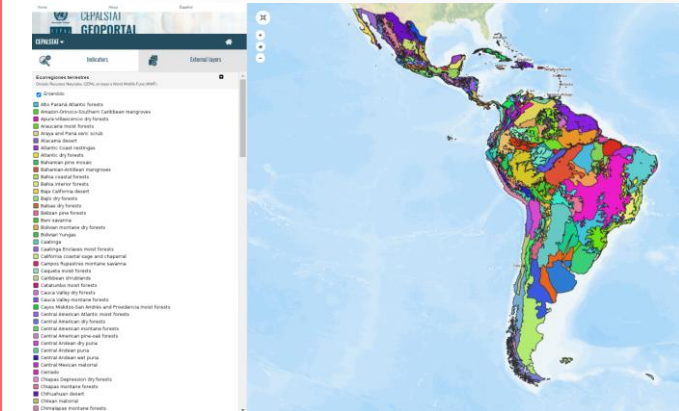 Home
About
Español
CEPALSTAT
GEOPORTAL
CEPALSTAT
Indicators
External layers
Ecorregiones terrestres
Alto Paraná Atlantic forests
Amazon-Orinoco-Southern Caribbean mangroves
Apure-Villavicencio dry forests
Araucaria moist forests
Araya and Paria xeric scrub
Atacama desert
Atlantic Coast restingas
Atlantic dry forests
Bahamian pine mosaic
Bahamian-Antillean mangroves
Bahia coastal forests
Bahia interior forests
Baja California desert
Bajío dry forests
Balsas dry forests
Belizian pine forests
Beni savanna
Bolivian montane dry forests
Bolivian Yungas
Caatinga
Caatinga Enclaves moist forests
California coastal sage and chaparral
Campos Rupestres montane savanna
Caqueta moist forests
Caribbean shrublands
Catatumbo moist forests
Cauca Valley dry forests
Cauca Valley montane forests
Cayos Miskitos-San Andrés and Providencia moist forests
Central American Atlantic moist forests
Central American dry forests
Central American montane forests
Central American pine-oak forests
Central Andean dry puna
Central Andean puna
Central Andean wet puna
Central Mexican matorral
Cerrado
Chiapas Depression dry forests
Chiapas montane forests
Chihuahuan desert
Chilean matorral
Chimalapas montane forests